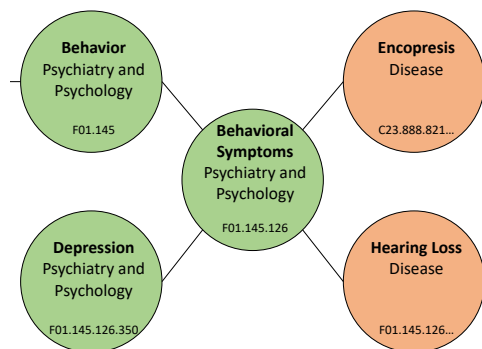 Behavior
Psychiatry and
Psychology
F01.145
Encopresis
Disease
C23.888.821...
Behavioral
Symptoms
Psychiatry and
Psychology
F01.145.126
Depression
Psychiatry and
Psychology
F01.145.126.350
Hearing Loss
Disease
F01.145.126...